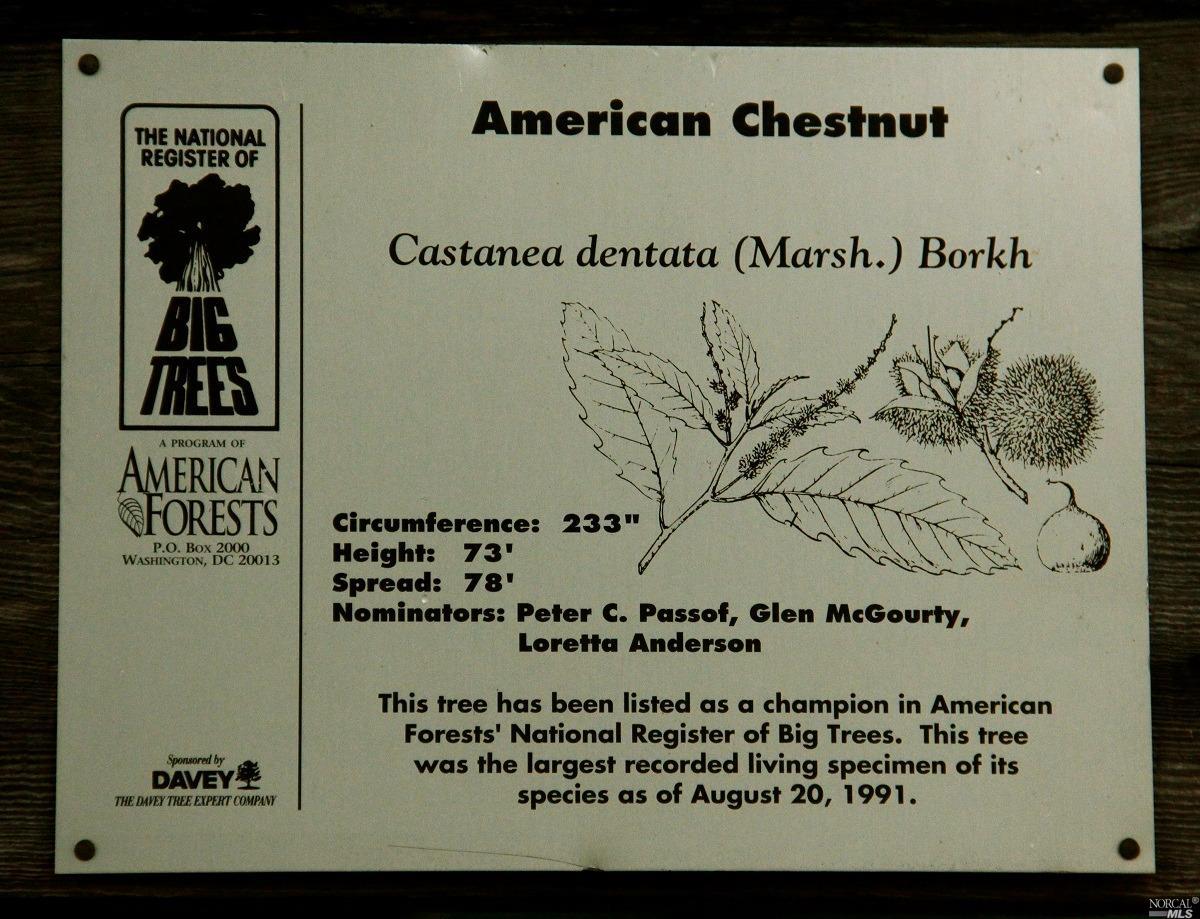 THE NATIONAL
REGISTER OF
BIG
TREES
A PROGRAM OF
AMERICAN
FORESTS
P.O. BOX 2000
WASHINGTON, DC 20013
Sponsored by
DAVEY
THE DAVEY TREE EXPERT COMPANY
American Chestnut
Castanea dentata (Marsh.) Borkh
Circumference: 233"
Height: 73'
Spread: 78'
Nominators: Peter C. Passof, Glen McGourty,
Loretta Anderson
This tree has been listed as a champion in American
Forests' National Register of Big Trees. This tree
was the largest recorded living specimen of its
species as of August 20, 1991.
NORCAL
MLS